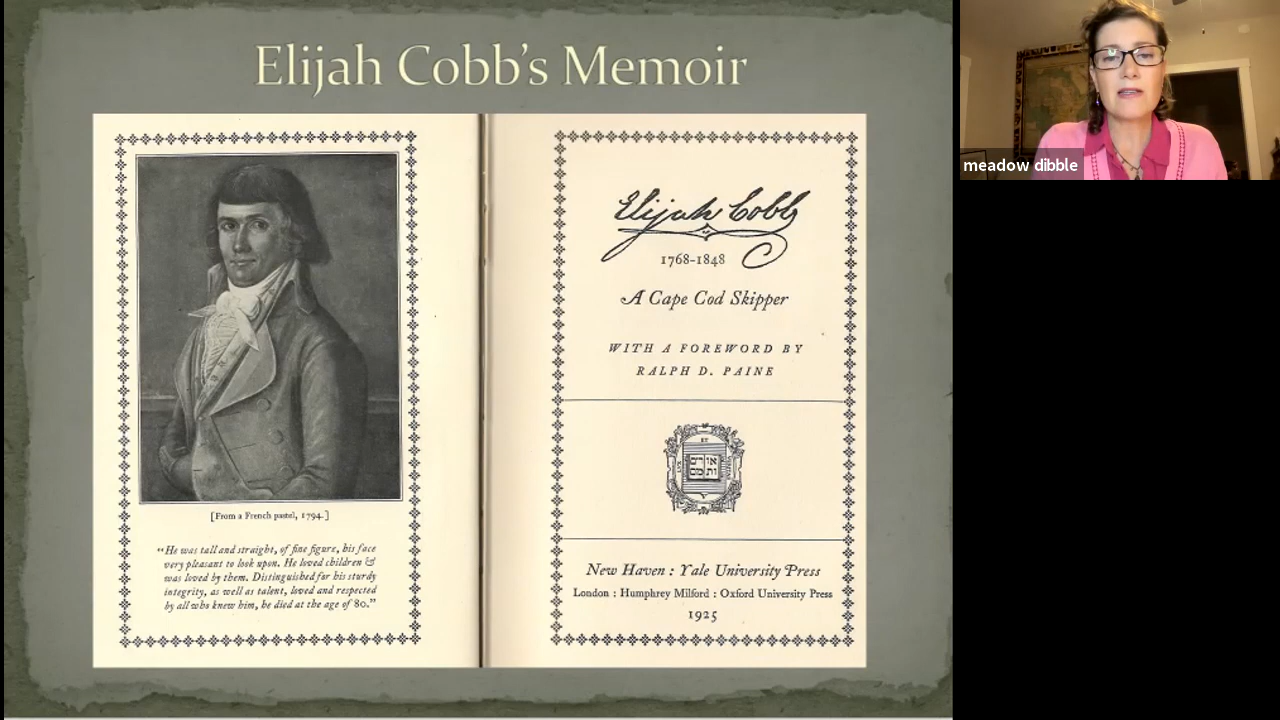 Elijah Cobb's Memoir
[From a French pastel, 1794.]
"He was tall and straight, of fine figure, his face
very pleasant to look upon. He loved children &
was loved by them. Distinguished for his sturdy
integrity, as well as talent, loved and respected
by all who knew him, he died at the age of 80."
Elijah Cobb
1768-1848
A Cape Cod Skipper
WITH A FOREWORD BY
RALPH D. PAINE
New Haven : Yale University Press
London : Humphrey Milford : Oxford University Press
1925
meadow dibble